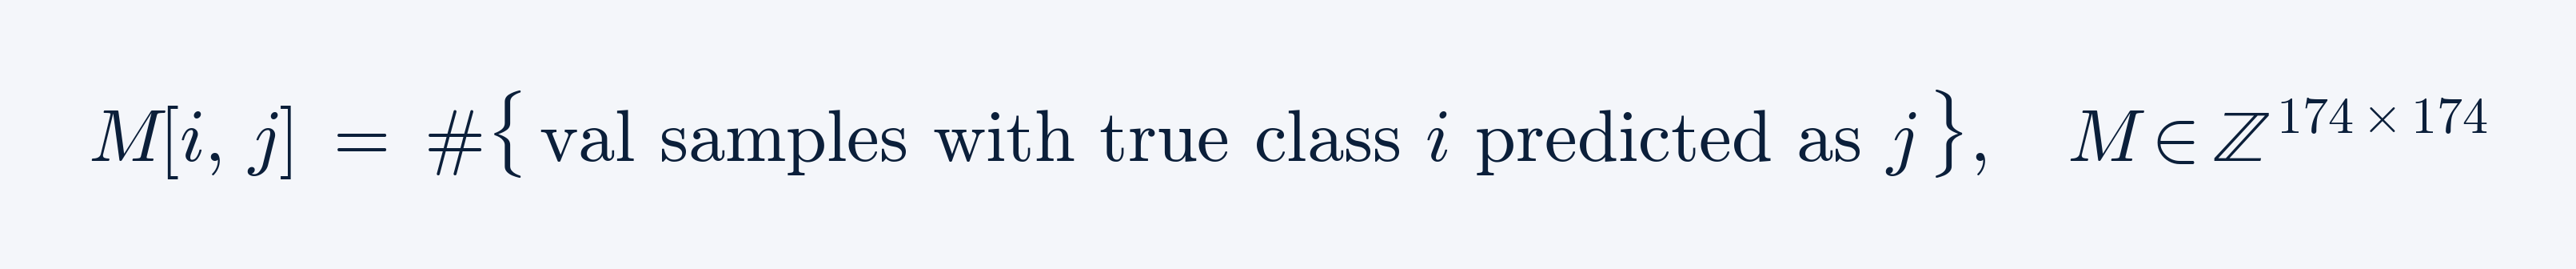 M[i, j] = #{ val samples with true class i predicted as j }, M ∈ ℤ^{174 × 174}